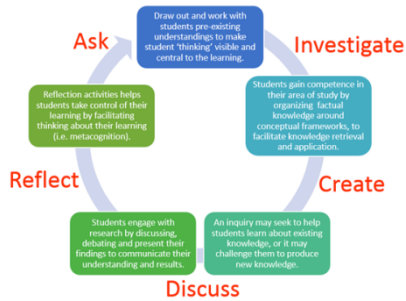 Ask
Draw out and work with
students pre-existing
understandings to make
student 'thinking' visible and
central to the learning.
Investigate
Students gain competence in
their area of study by
organizing factual
knowledge around
conceptual frameworks, to
facilitate knowledge retrieval
and application.
Create
An inquiry may seek to help
students learn about existing
knowledge, or it may
challenge them to produce
new knowledge.
Discuss
Students engage with
research by discussing,
debating and present their
findings to communicate their
understanding and results.
Reflect
Reflection activities helps
students take control of their
learning by facilitating
thinking about their learning
(i.e. metacognition).